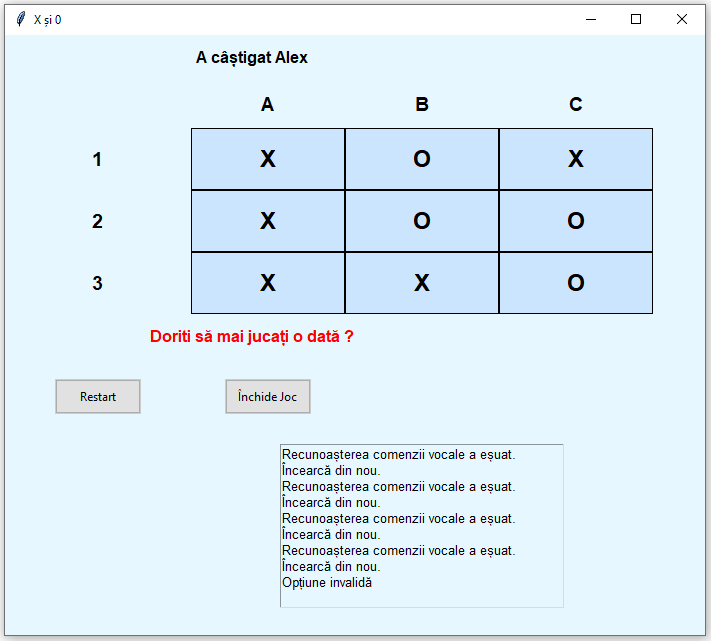 X și 0
A câștigat Alex
A B C
1 X O X
2 X O O
3 X X O
Doriti să mai jucați o dată ?
Restart Închide Joc
Recunoașterea comenzii vocale a eșuat.
Încearcă din nou.
Recunoașterea comenzii vocale a eșuat.
Încearcă din nou.
Recunoașterea comenzii vocale a eșuat.
Încearcă din nou.
Recunoașterea comenzii vocale a eșuat.
Încearcă din nou.
Opțiune invalidă